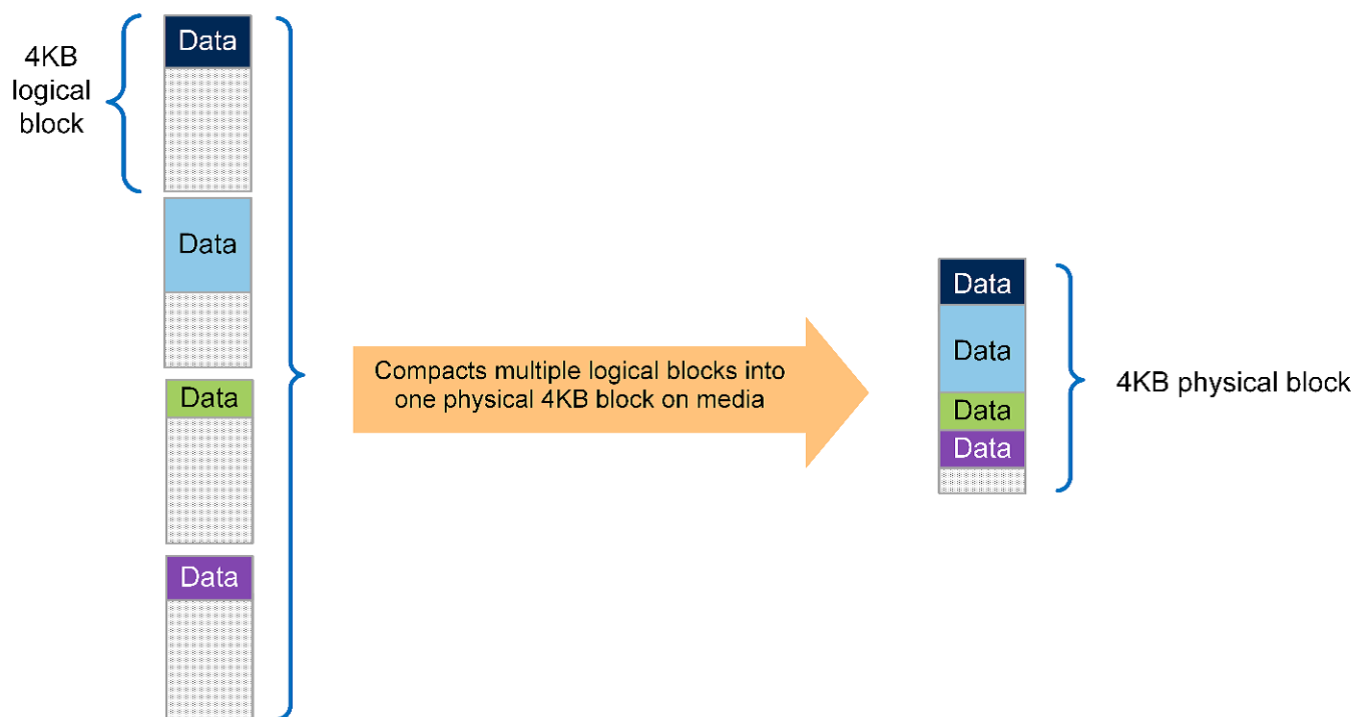 4KB
logical
block
Data
Data
Data
Data
Compacts multiple logical blocks into
one physical 4KB block on media
Data
Data
Data
Data
4KB physical block